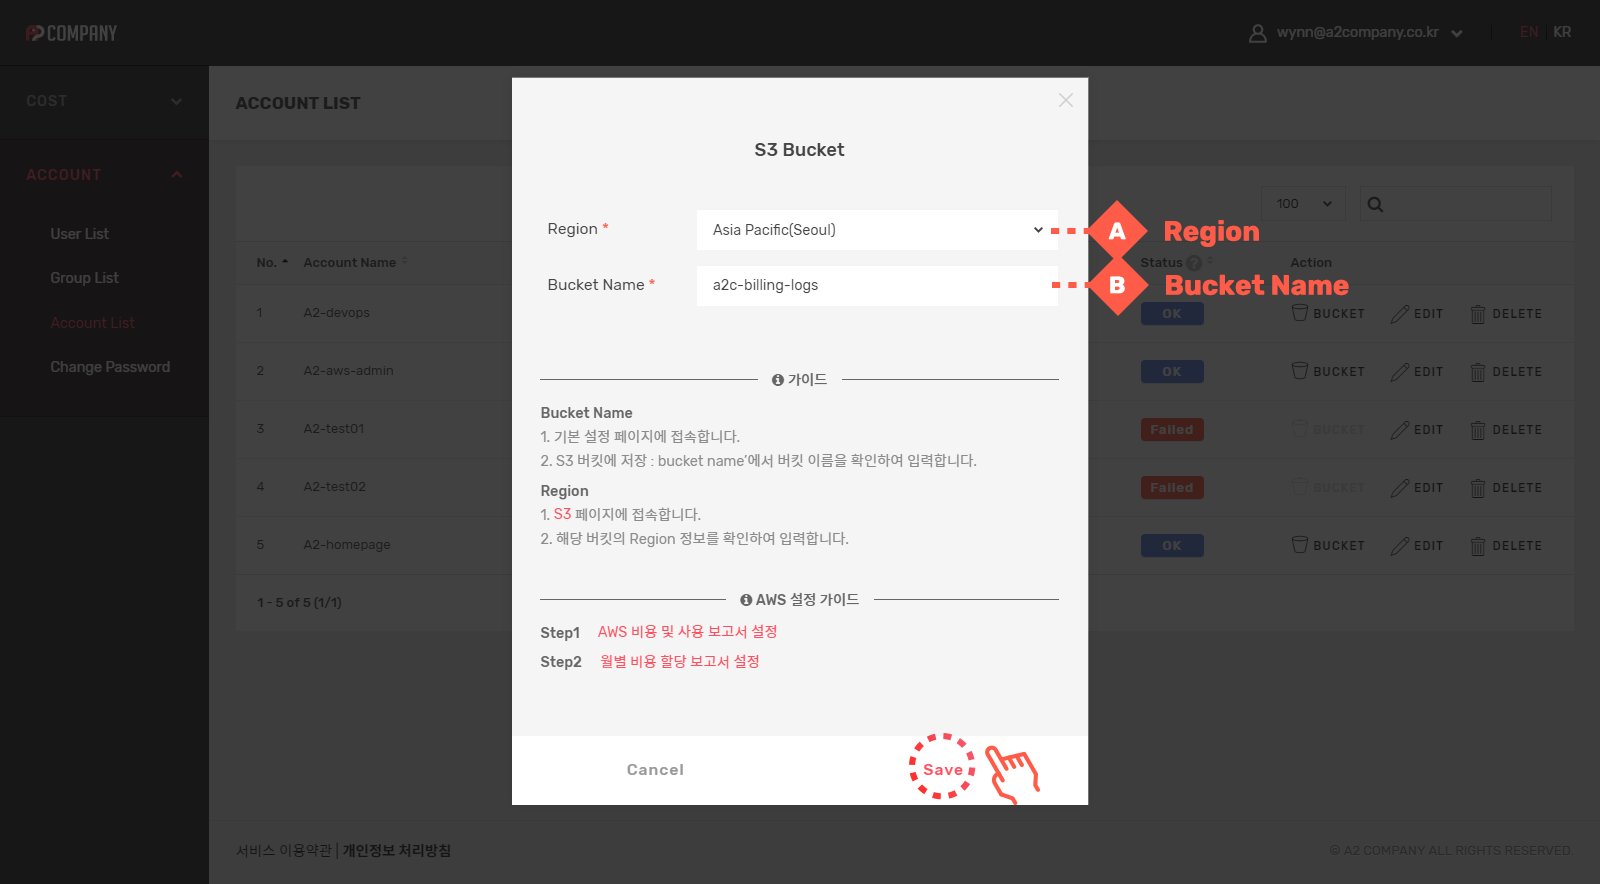 COMPANY
wynn@a2company.co.kr
EN | KR
COST
ACCOUNT
User List
Group List
Account List
Change Password
ACCOUNT LIST
100
No. Account Name Status ? Action
1 A2-devops OK BUCKET EDIT DELETE
2 A2-aws-admin OK BUCKET EDIT DELETE
3 A2-test01 Failed BUCKET EDIT DELETE
4 A2-test02 Failed BUCKET EDIT DELETE
5 A2-homepage OK BUCKET EDIT DELETE
1 - 5 of 5 (1/1)
S3 Bucket
Region * Asia Pacific(Seoul)
A Region
Bucket Name * a2c-billing-logs
B Bucket Name
가이드
Bucket Name
1. 기본 설정 페이지에 접속합니다.
2. S3 버킷에 저장 : bucket name'에서 버킷 이름을 확인하여 입력합니다.
Region
1. S3 페이지에 접속합니다.
2. 해당 버킷의 Region 정보를 확인하여 입력합니다.
AWS 설정 가이드
Step1 AWS 비용 및 사용 보고서 설정
Step2 월별 비용 할당 보고서 설정
Cancel
Save
서비스 이용약관 | 개인정보 처리방침
© A2 COMPANY ALL RIGHTS RESERVED.